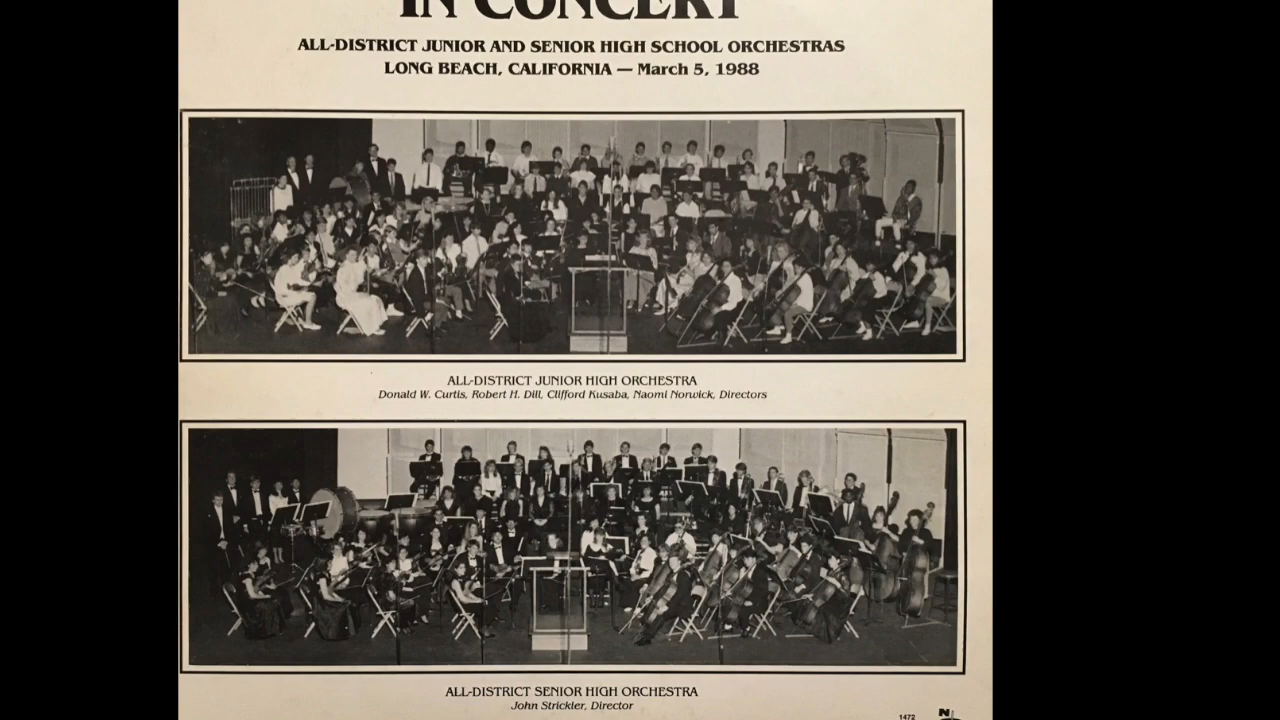 IN CONCERT
ALL-DISTRICT JUNIOR AND SENIOR HIGH SCHOOL ORCHESTRAS
LONG BEACH, CALIFORNIA — March 5, 1988
ALL-DISTRICT JUNIOR HIGH ORCHESTRA
Donald W. Curtis, Robert H. Dill, Clifford Kusaba, Naomi Norwick, Directors
ALL-DISTRICT SENIOR HIGH ORCHESTRA
John Strickler, Director
1472
N